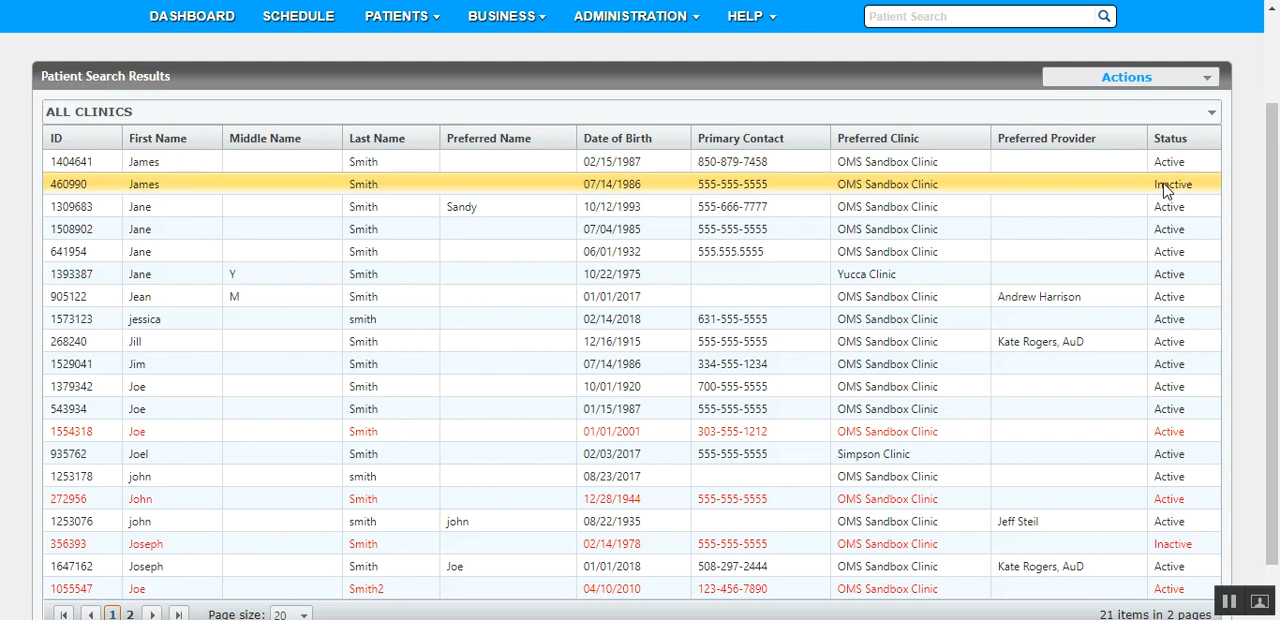 DASHBOARD SCHEDULE PATIENTS BUSINESS ADMINISTRATION HELP Patient Search
Patient Search Results Actions
ALL CLINICS
ID First Name Middle Name Last Name Preferred Name Date of Birth Primary Contact Preferred Clinic Preferred Provider Status
1404641 James Smith 02/15/1987 850-879-7458 OMS Sandbox Clinic Active
460990 James Smith 07/14/1986 555-555-5555 OMS Sandbox Clinic Inactive
1309683 Jane Smith Sandy 10/12/1993 555-666-7777 OMS Sandbox Clinic Active
1508902 Jane Smith 07/04/1985 555-555-5555 OMS Sandbox Clinic Active
641954 Jane Smith 06/01/1932 555.555.5555 OMS Sandbox Clinic Active
1393387 Jane Y Smith 10/22/1975 Yucca Clinic Active
905122 Jean M Smith 01/01/2017 OMS Sandbox Clinic Andrew Harrison Active
1573123 jessica smith 02/14/2018 631-555-5555 OMS Sandbox Clinic Active
268240 Jill Smith 12/16/1915 555-555-5555 OMS Sandbox Clinic Kate Rogers, AuD Active
1529041 Jim Smith 07/14/1986 334-555-1234 OMS Sandbox Clinic Active
1379342 Joe Smith 10/01/1920 700-555-5555 OMS Sandbox Clinic Active
543934 Joe Smith 01/15/1987 555-555-5555 OMS Sandbox Clinic Active
1554318 Joe Smith 01/01/2001 303-555-1212 OMS Sandbox Clinic Active
935762 Joel Smith 02/03/2017 555-555-5555 Simpson Clinic Active
1253178 john smith 08/23/2017 OMS Sandbox Clinic Active
272956 John Smith 12/28/1944 555-555-5555 OMS Sandbox Clinic Active
1253076 john smith john 08/22/1935 OMS Sandbox Clinic Jeff Steil Active
356393 Joseph Smith 02/14/1978 555-555-5555 OMS Sandbox Clinic Inactive
1647162 Joseph Smith Joe 01/01/2018 508-297-2444 OMS Sandbox Clinic Kate Rogers, AuD Active
1055547 Joe Smith2 04/10/2010 123-456-7890 OMS Sandbox Clinic Active
1 2 Page size: 20 21 items in 2 pages